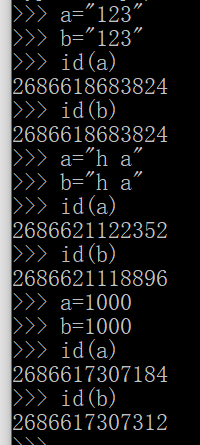 >>> a="123"
>>> b="123"
>>> id(a)
2686618683824
>>> id(b)
2686618683824
>>> a="h a"
>>> b="h a"
>>> id(a)
2686621122352
>>> id(b)
2686621118896
>>> a=1000
>>> b=1000
>>> id(a)
2686617307184
>>> id(b)
2686617307312
>>>